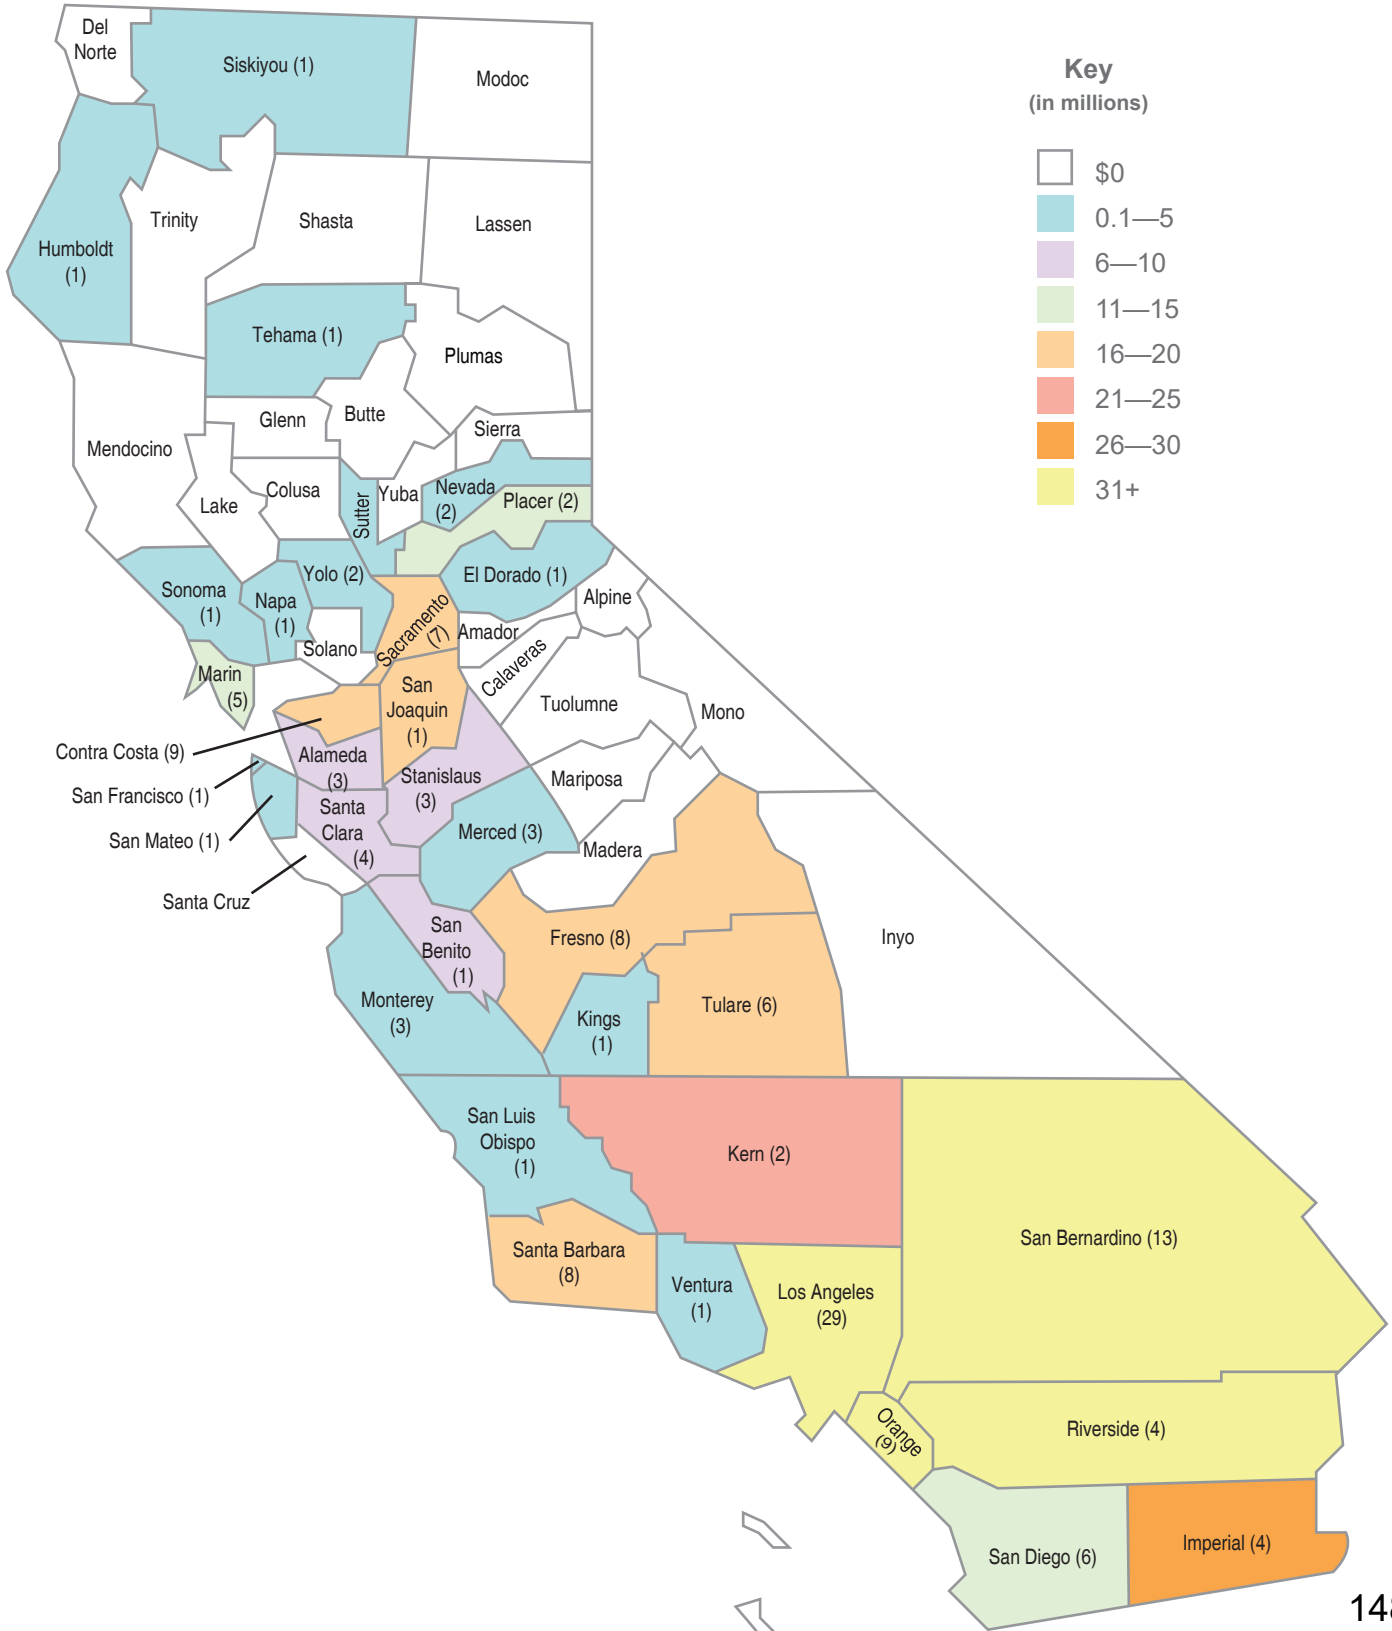 Del
Norte
Siskiyou (1)
Modoc
Key
(in millions)
$0
0.1—5
6—10
11—15
16—20
21—25
26—30
31+
Humboldt
(1)
Trinity
Shasta
Lassen
Tehama (1)
Plumas
Mendocino
Glenn
Butte
Sierra
Lake
Colusa
Sutter
Yuba
Nevada
(2)
Placer (2)
Sonoma
(1)
Napa
(1)
Yolo (2)
El Dorado (1)
Alpine
Solano
Sacramento
(7)
Amador
Calaveras
Marin
(5)
San
Joaquin
(1)
Tuolumne
Mono
Contra Costa (9)
Alameda
(3)
Stanislaus
(3)
Mariposa
San Francisco (1)
San Mateo (1)
Santa
Clara
(4)
Merced (3)
Madera
Santa Cruz
San
Benito
(1)
Fresno (8)
Inyo
Monterey
(3)
Kings
(1)
Tulare (6)
San Luis
Obispo
(1)
Kern (2)
San Bernardino (13)
Santa Barbara
(8)
Ventura
(1)
Los Angeles
(29)
Orange
(9)
Riverside (4)
San Diego (6)
Imperial (4)